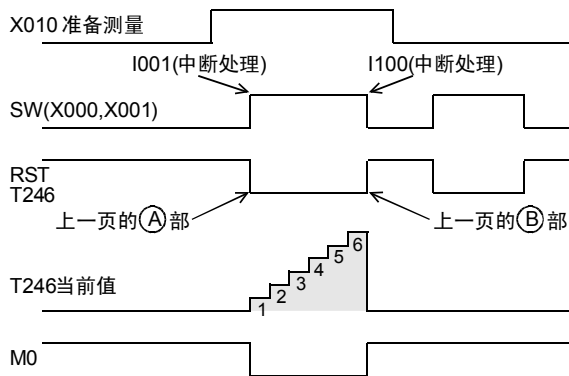 X010 准备测量
I001(中断处理)
I100(中断处理)
SW(X000,X001)
RST
T246
上一页的Ⓐ部
上一页的Ⓑ部
T246当前值
1
2
3
4
5
6
M0